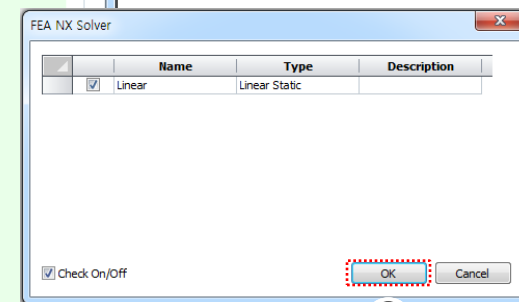 FEA NX Solver
Name Type Description
Linear Linear Static
Check On/Off OK Cancel